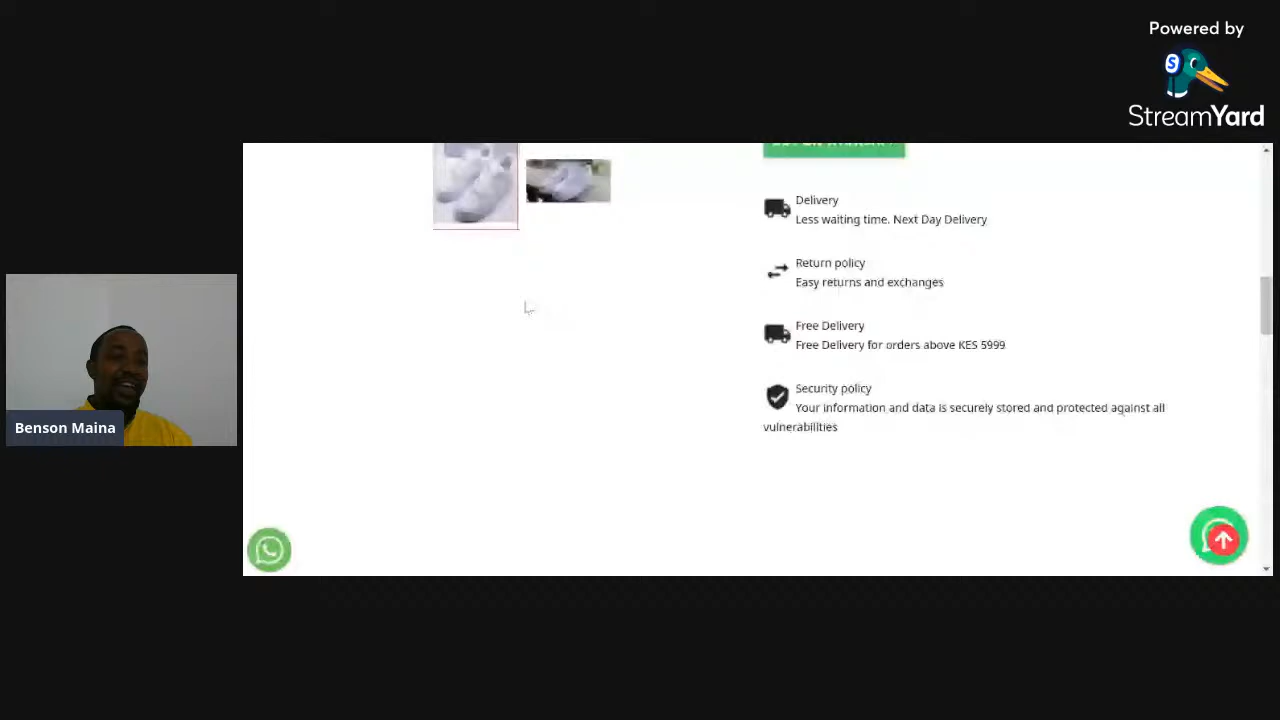 Powered by
StreamYard
Delivery
Less waiting time. Next Day Delivery
Return policy
Easy returns and exchanges
Free Delivery
Free Delivery for orders above KES 5999
Security policy
Your information and data is securely stored and protected against all
vulnerabilities
Benson Maina